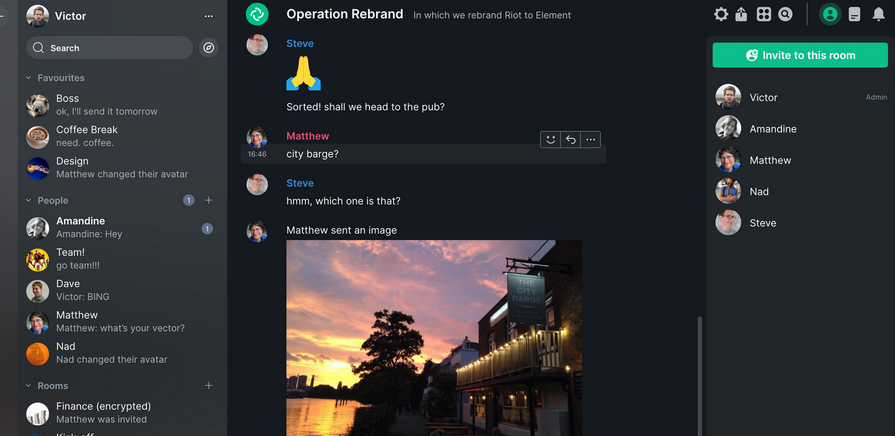 Victor
Search
Favourites
Boss
ok, I'll send it tomorrow
Coffee Break
need. coffee.
Design
Matthew changed their avatar
People
1
Amandine
Amandine: Hey
1
Team!
go team!!!
Dave
Victor: BING
Matthew
Matthew: what's your vector?
Nad
Nad changed their avatar
Rooms
Finance (encrypted)
Matthew was invited
Operation Rebrand
In which we rebrand Riot to Element
Steve
Sorted! shall we head to the pub?
Matthew
16:46
city barge?
Steve
hmm, which one is that?
Matthew sent an image
THE
CITY
BARGE
Invite to this room
Victor
Admin
Amandine
Matthew
Nad
Steve